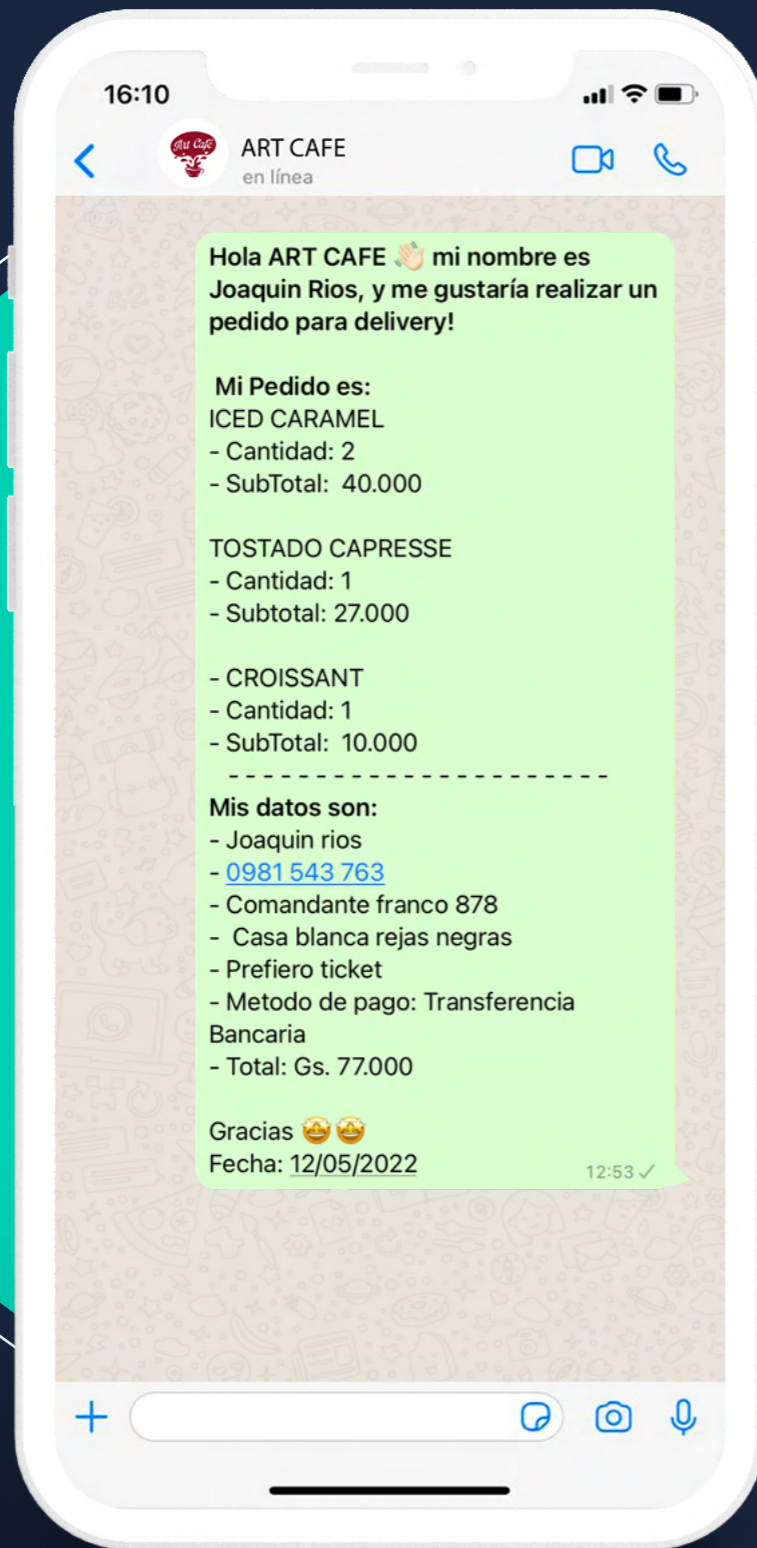 16:10
Art Cafe
ART CAFE
en línea
Hola ART CAFE 👋🏻 mi nombre es
Joaquin Rios, y me gustaría realizar un
pedido para delivery!
Mi Pedido es:
ICED CARAMEL
- Cantidad: 2
- SubTotal: 40.000
TOSTADO CAPRESSE
- Cantidad: 1
- Subtotal: 27.000
- CROISSANT
- Cantidad: 1
- SubTotal: 10.000
- - - - - - - - - - - - - - - - - - - - - -
Mis datos son:
- Joaquin rios
- 0981 543 763
- Comandante franco 878
- Casa blanca rejas negras
- Prefiero ticket
- Metodo de pago: Transferencia
Bancaria
- Total: Gs. 77.000
Gracias 🤩🤩
Fecha: 12/05/2022
12:53 ✓